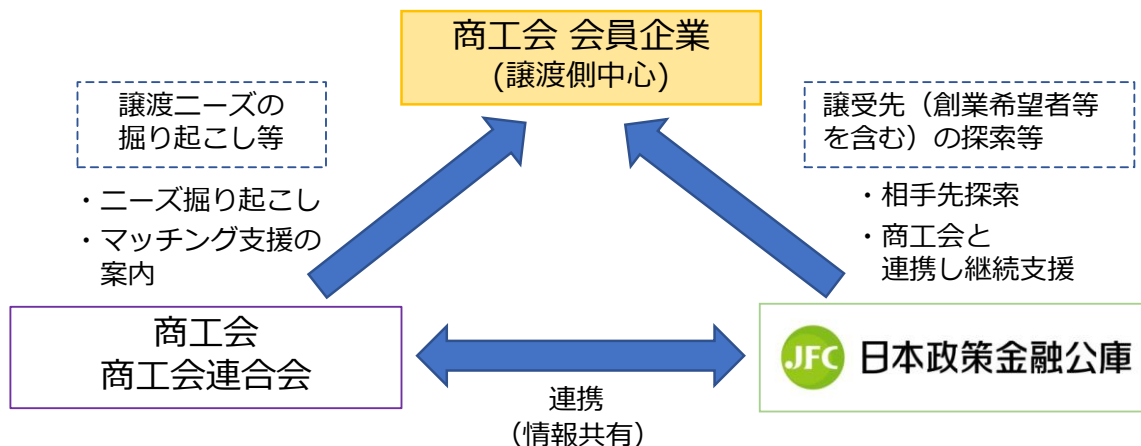 商工会 会員企業
(譲渡側中心)
譲渡ニーズの
掘り起こし等
・ニーズ掘り起こし
・マッチング支援の
案内
譲受先（創業希望者等
を含む）の探索等
・相手先探索
・商工会と
連携し継続支援
商工会
商工会連合会
連携
（情報共有）
JFC 日本政策金融公庫